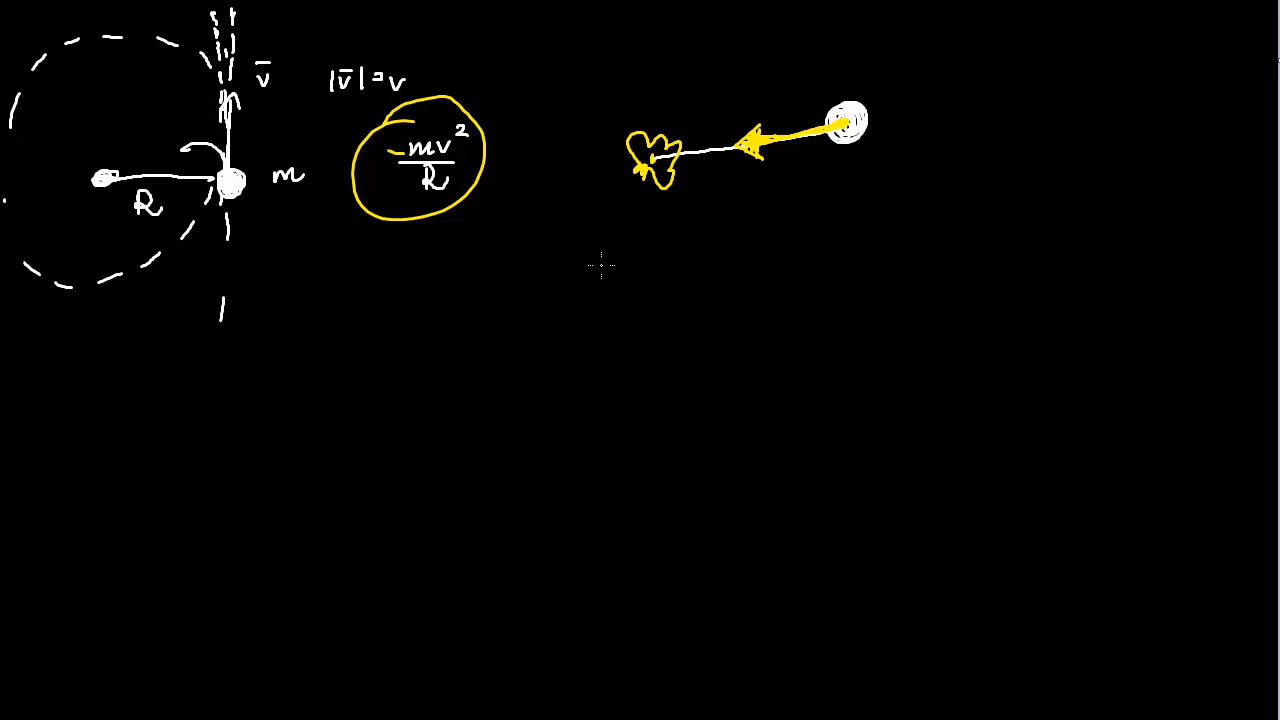 v̄ |v̄| = v
- mv²/R
m
R